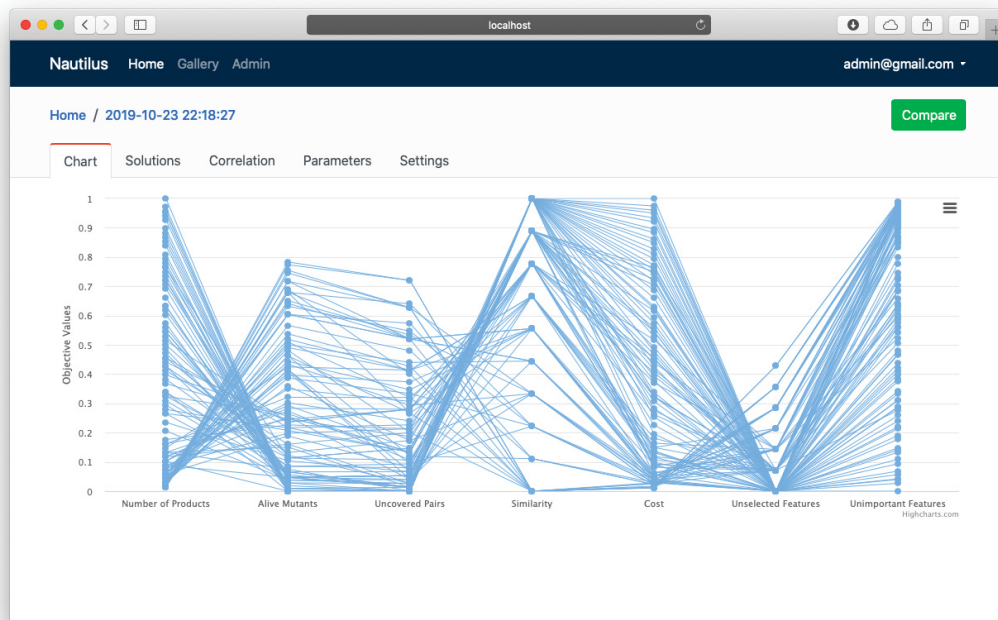 localhost
Nautilus Home Gallery Admin admin@gmail.com
Home / 2019-10-23 22:18:27 Compare
Chart Solutions Correlation Parameters Settings
1
0.9
0.8
0.7
0.6
0.5
0.4
0.3
0.2
0.1
0
Objective Values
Number of Products Alive Mutants Uncovered Pairs Similarity Cost Unselected Features Unimportant Features
Highcharts.com